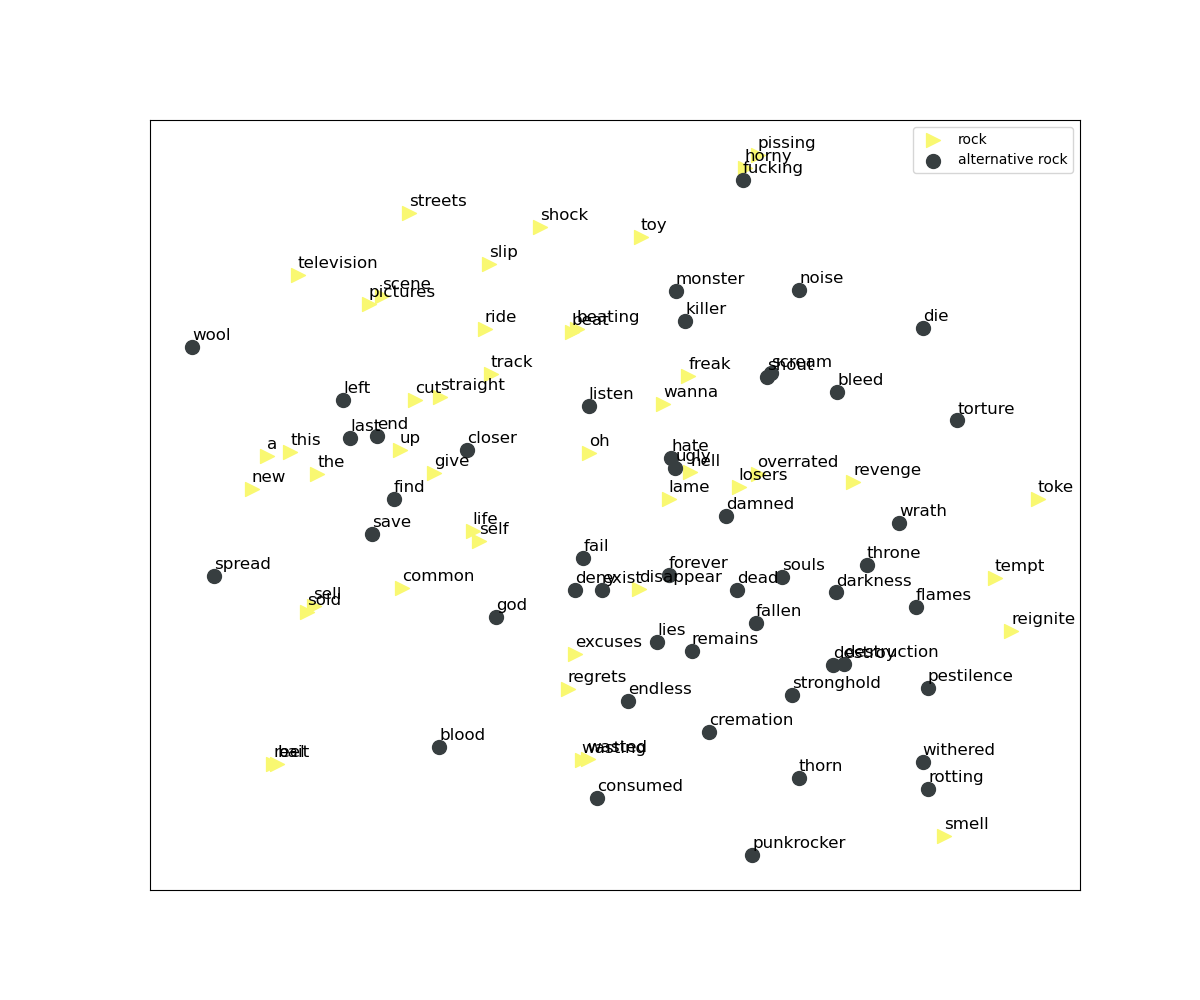 pissing
rock
horny
alternative rock
fucking
streets
shock
toy
slip
television
scene
pictures
monster
noise
killer
die
ride
beating
beat
wool
track
freak
scream
shout
bleed
left
cut
straight
listen
wanna
torture
last
end
a
this
up
closer
oh
hate
ugly
hell
the
give
overrated
losers
revenge
new
find
lame
toke
damned
wrath
save
life
self
spread
fail
forever
throne
tempt
common
deny
exist
disappear
dead
souls
darkness
flames
sell
sold
god
fallen
reignite
excuses
lies
remains
destroy
destruction
regrets
endless
stronghold
pestilence
cremation
blood
bait
wasting
wasted
withered
consumed
thorn
rotting
smell
punkrocker